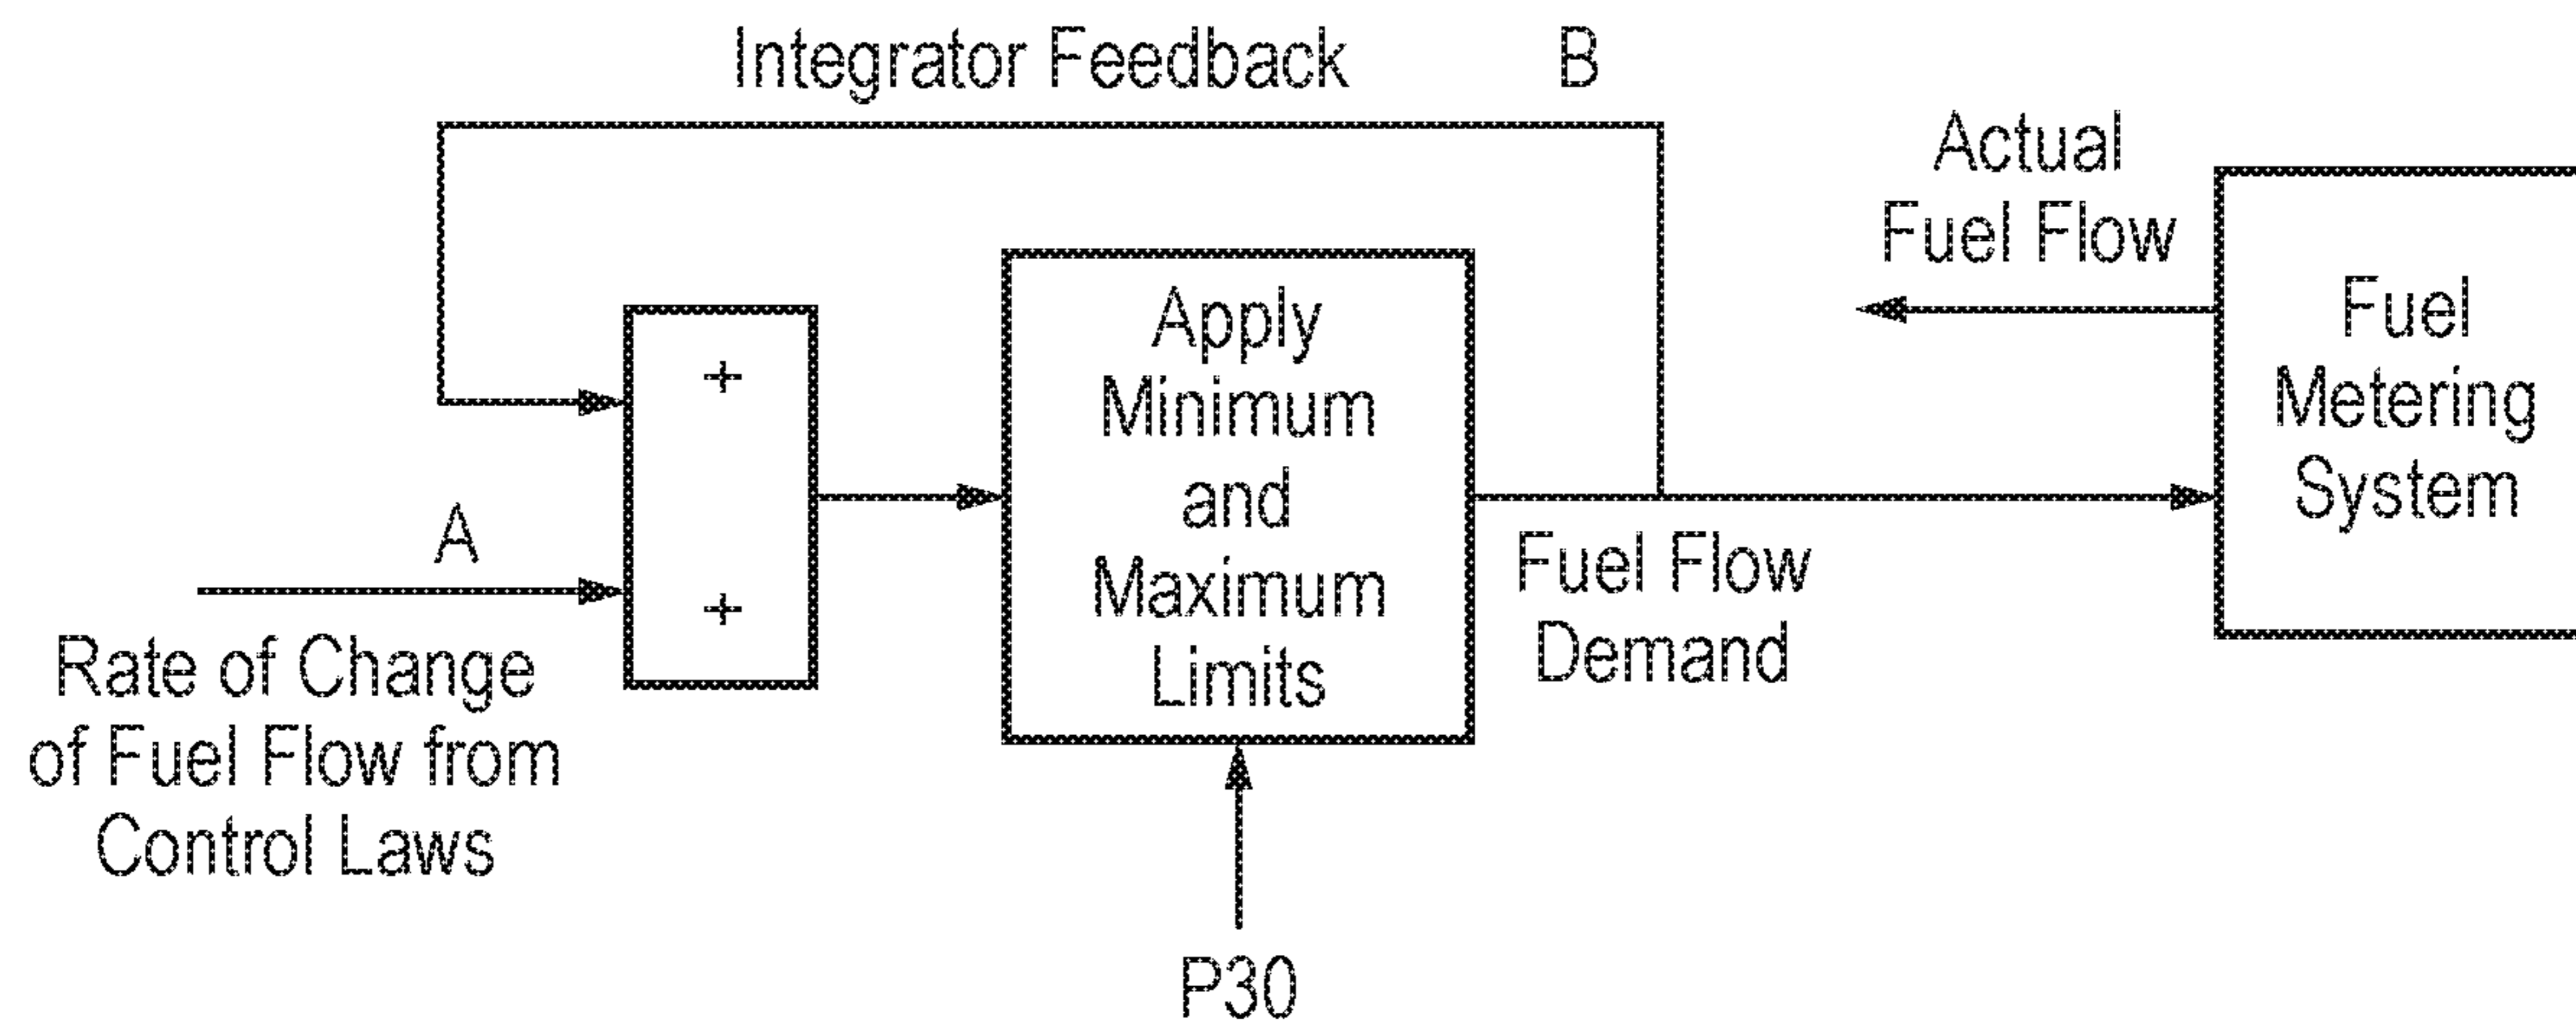 Integrator Feedback
B
Actual
Fuel Flow
Fuel
Metering
System
+
+
Apply
Minimum
and
Maximum
Limits
A
Rate of Change
of Fuel Flow from
Control Laws
Fuel Flow
Demand
P30